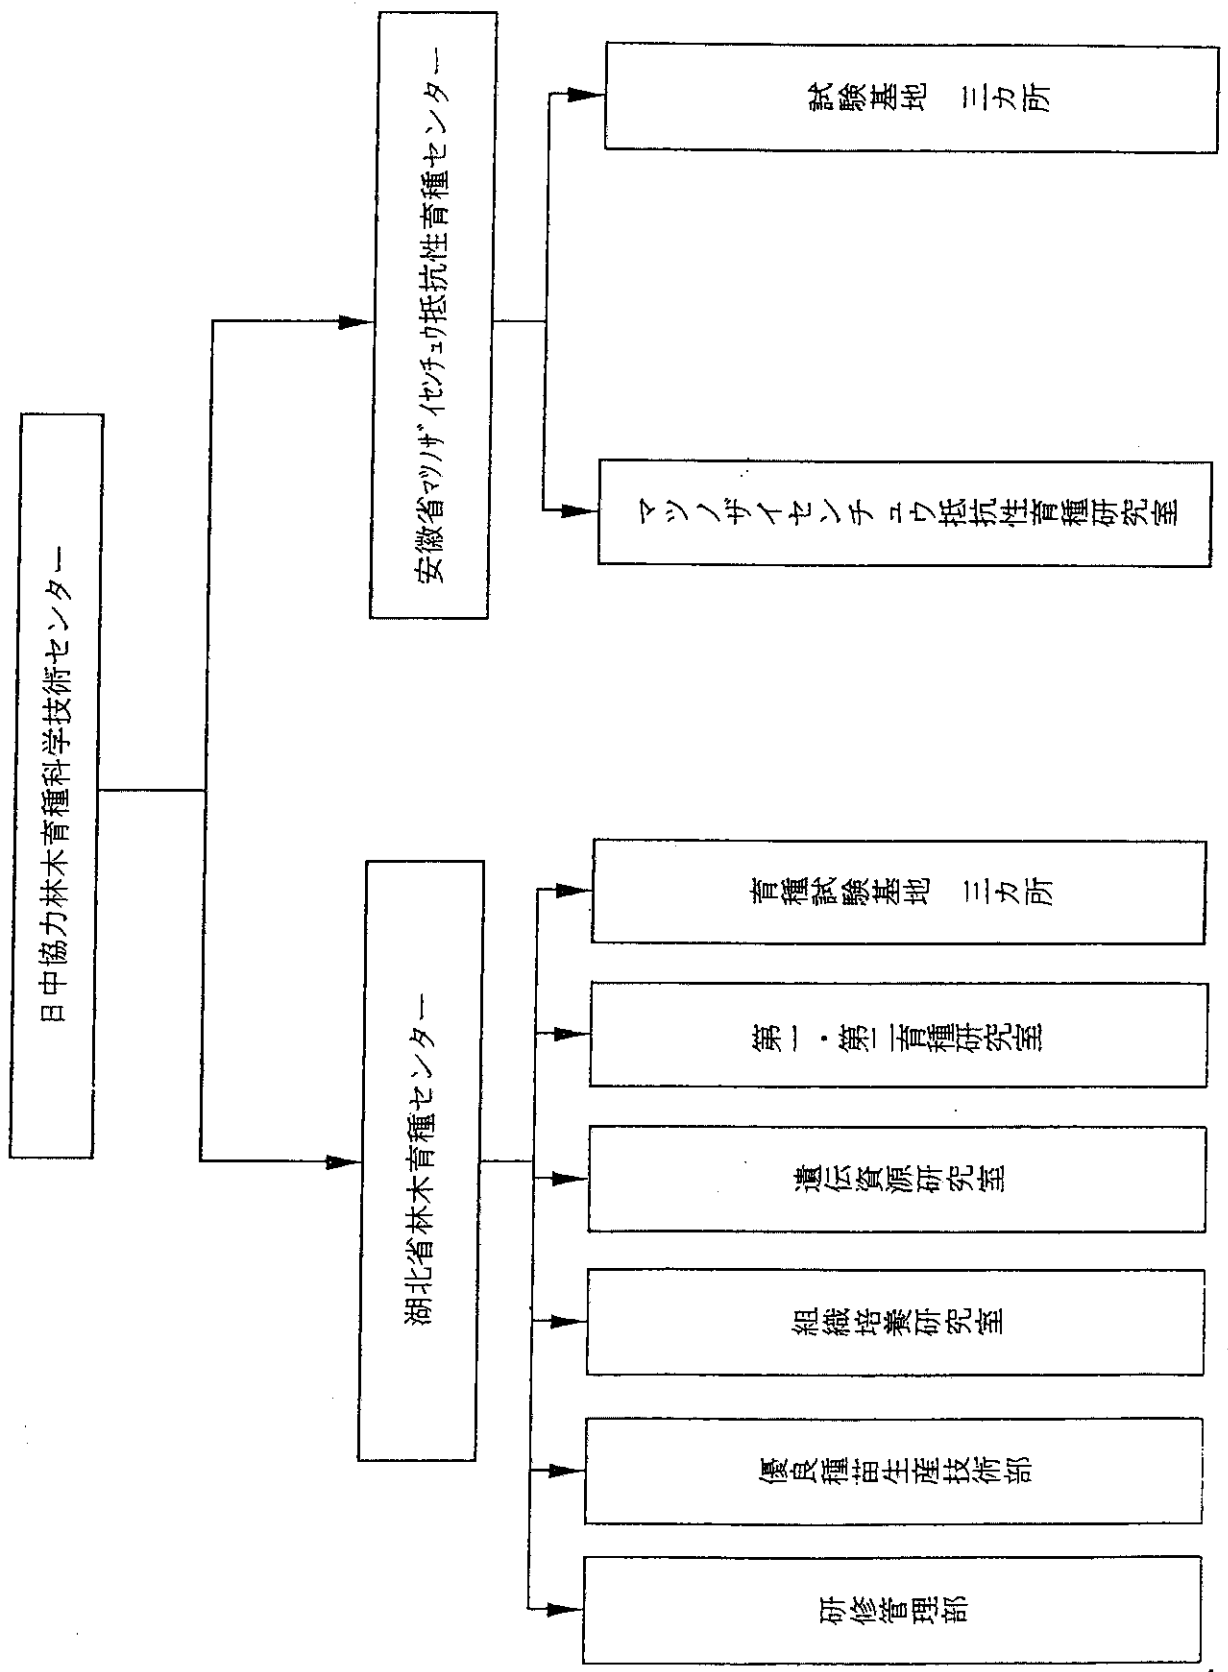 日中協力林木育種科学技術センター
湖北省林木育種センター
安徽省ﾏﾂﾉｻﾞｲｾﾝﾁｭｳ抵抗性育種センター
研修管理部
優良種苗生産技術部
組織培養研究室
遺伝資源研究室
第一・第二育種研究室
育種試験基地　三カ所
マツノザイセンチュウ抵抗性育種研究室
試験基地　三カ所